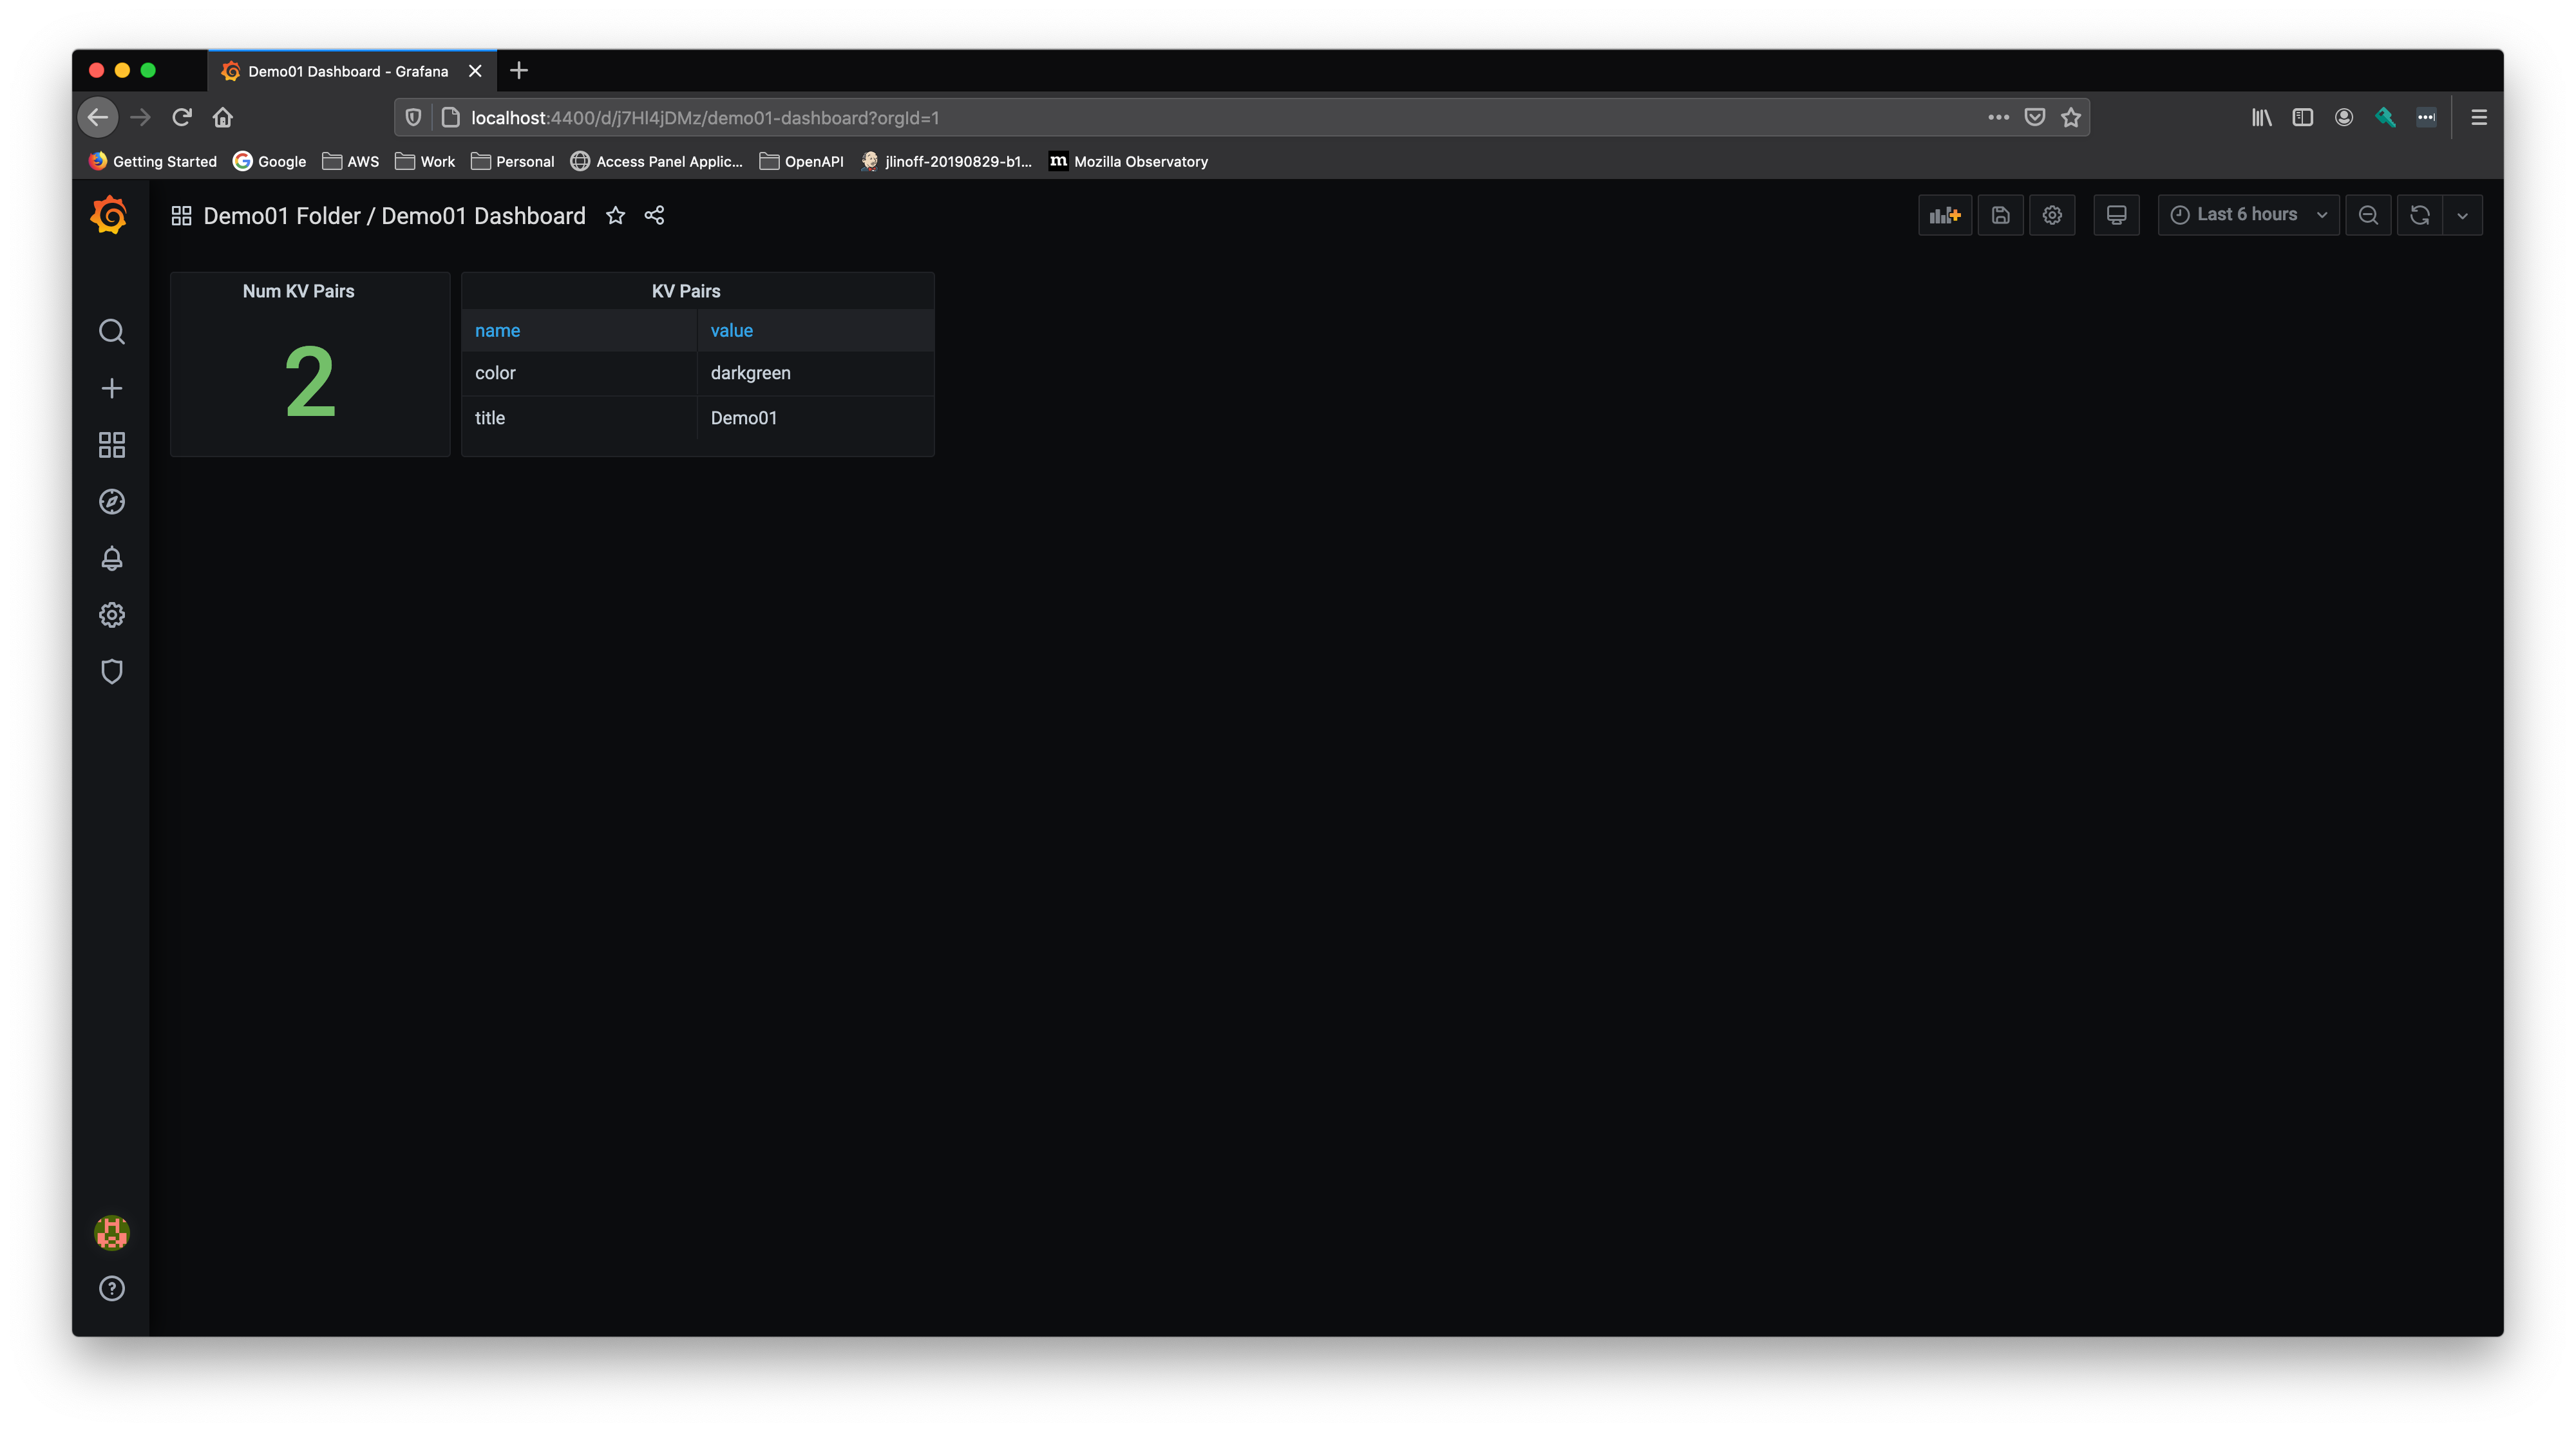 Demo01 Dashboard - Grafana
localhost:4400/d/j7Hl4jDMz/demo01-dashboard?orgId=1
Getting Started Google AWS Work Personal Access Panel Applic... OpenAPI jlinoff-20190829-b1... m Mozilla Observatory
Demo01 Folder / Demo01 Dashboard Last 6 hours
Num KV Pairs
2
KV Pairs
name value
color darkgreen
title Demo01